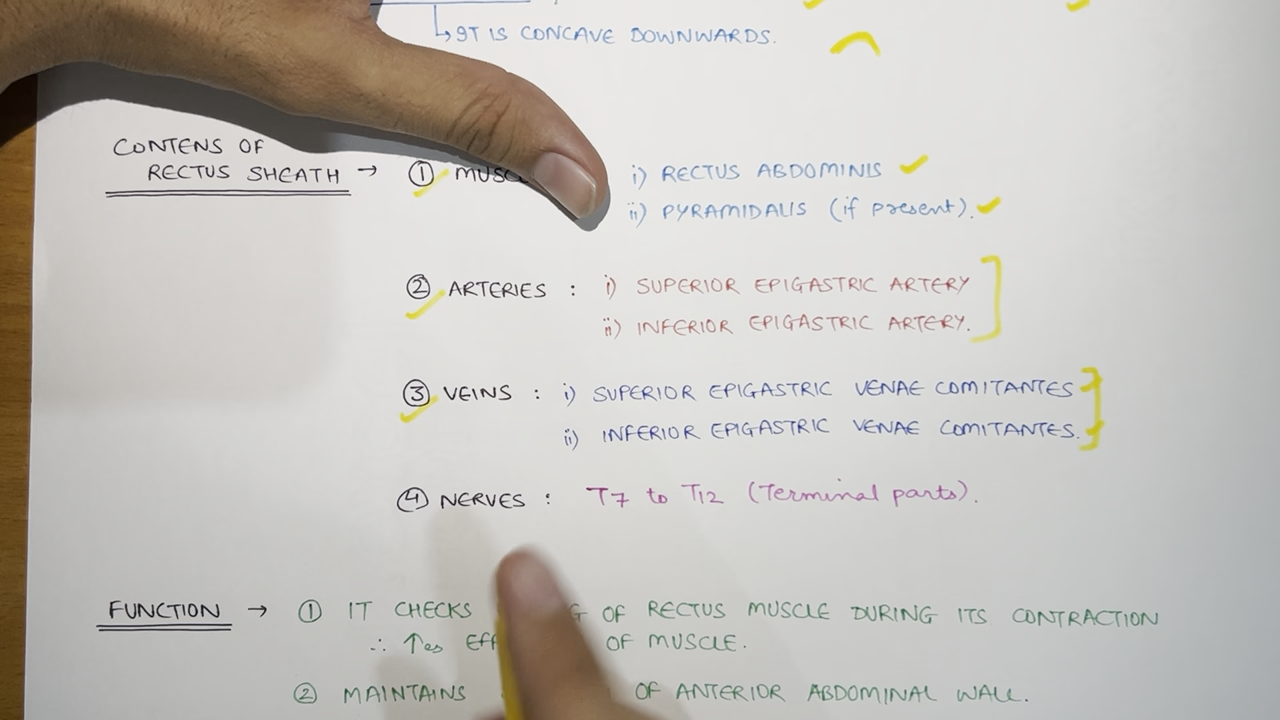 ↳ IT IS CONCAVE DOWNWARDS.
CONTENS OF
RECTUS SHEATH → ① i) RECTUS ABDOMINIS
ii) PYRAMIDALIS (if present).
② ARTERIES : i) SUPERIOR EPIGASTRIC ARTERY
ii) INFERIOR EPIGASTRIC ARTERY.
③ VEINS : i) SUPERIOR EPIGASTRIC VENAE COMITANTES
ii) INFERIOR EPIGASTRIC VENAE COMITANTES.
④ NERVES : T7 to T12 (Terminal parts).
FUNCTION → ① IT CHECKS OF RECTUS MUSCLE DURING ITS CONTRACTION
∴ ↑es OF MUSCLE.
② MAINTAINS OF ANTERIOR ABDOMINAL WALL.